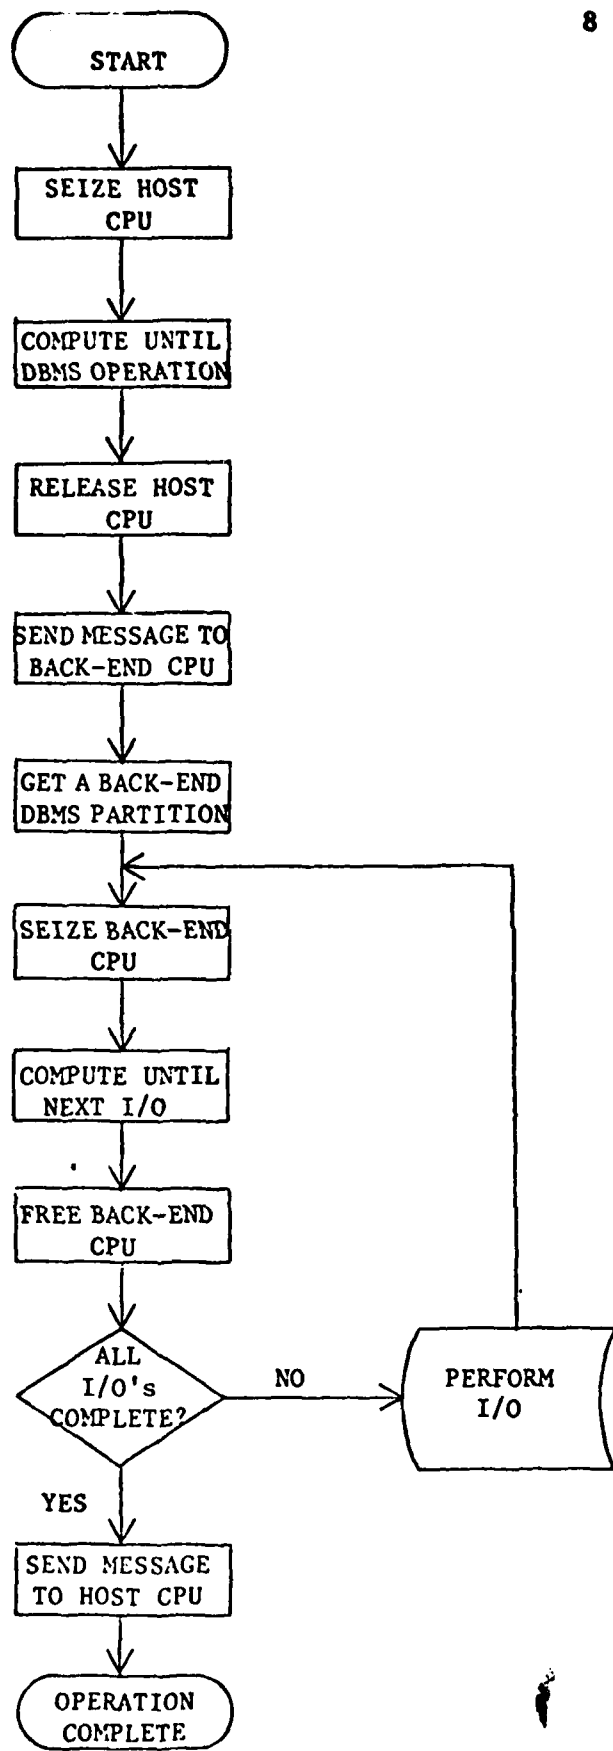 8
START
SEIZE HOST
CPU
COMPUTE UNTIL
DBMS OPERATION
RELEASE HOST
CPU
SEND MESSAGE TO
BACK-END CPU
GET A BACK-END
DBMS PARTITION
SEIZE BACK-END
CPU
COMPUTE UNTIL
NEXT I/O
FREE BACK-END
CPU
ALL
I/O's
COMPLETE?
NO
PERFORM
I/O
YES
SEND MESSAGE
TO HOST CPU
OPERATION
COMPLETE